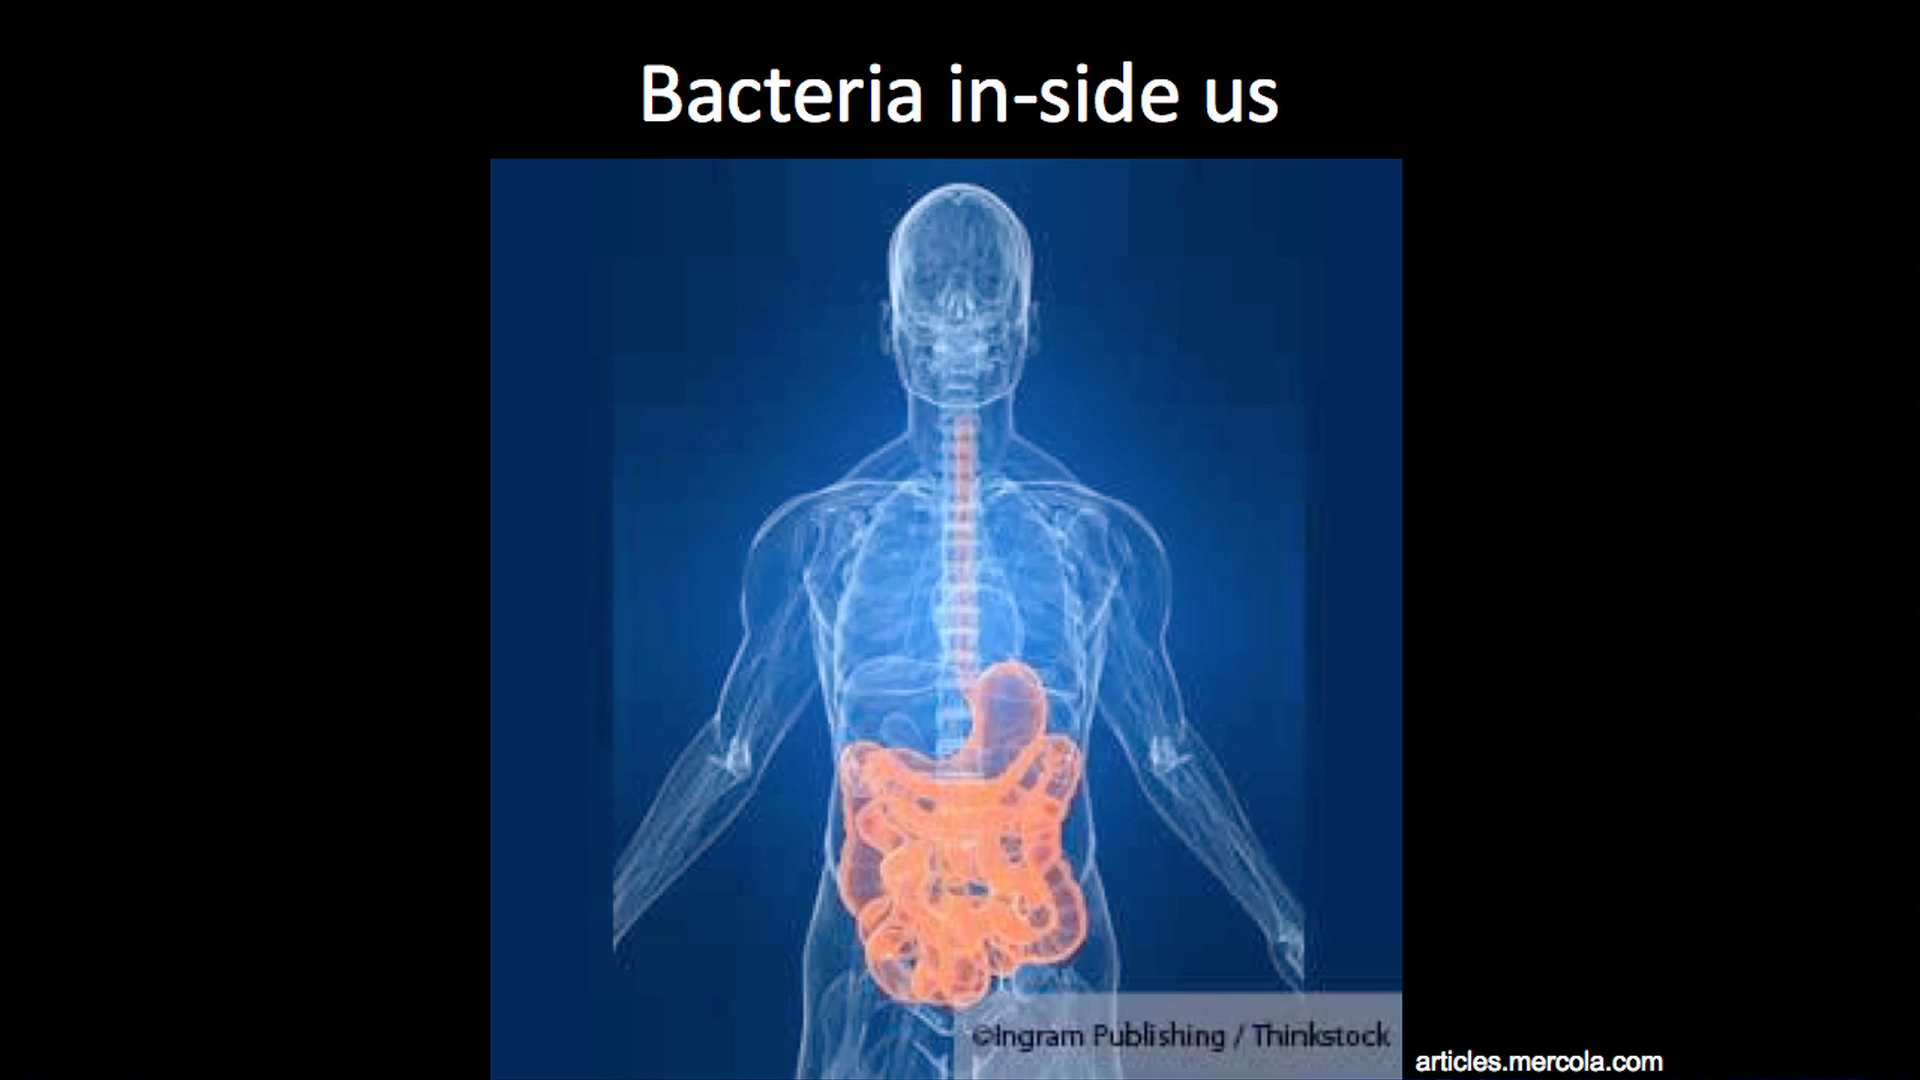 Bacteria in-side us
©Ingram Publishing / Thinkstock
articles.mercola.com